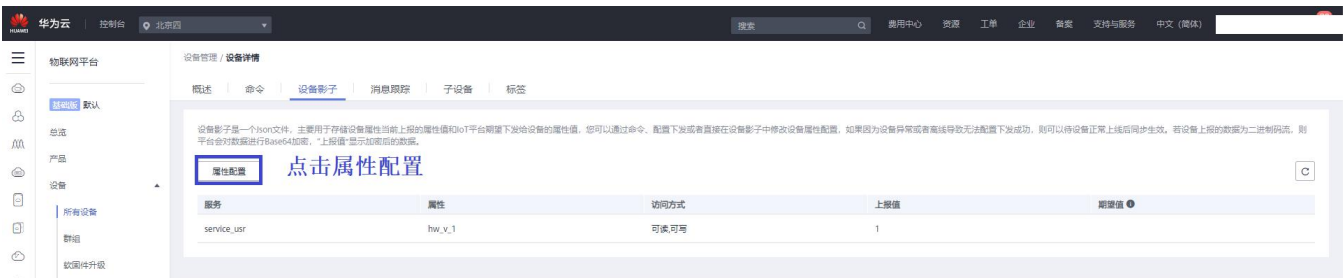 HUAWEI 华为云 控制台 北京四 搜索 费用中心 资源 工单 企业 备案 支持与服务 中文 (简体)
物联网平台
基础版 默认
总览
产品
设备
所有设备
群组
软固件升级
设备管理 / 设备详情
概述 命令 设备影子 消息跟踪 子设备 标签
设备影子是一个Json文件，主要用于存储设备属性当前上报的属性值和IoT平台期望下发给设备的属性值，您可以通过命令、配置下发或者直接在设备影子中修改设备属性配置，如果因为设备异常或者离线导致无法配置下发成功，则可以待设备正常上线后同步生效。若设备上报的数据为二进制码流，则
平台会对数据进行Base64加密，"上报值"显示加密后的数据。
属性配置 点击属性配置
服务 属性 访问方式 上报值 期望值
service_usr hw_v_1 可读,可写 1